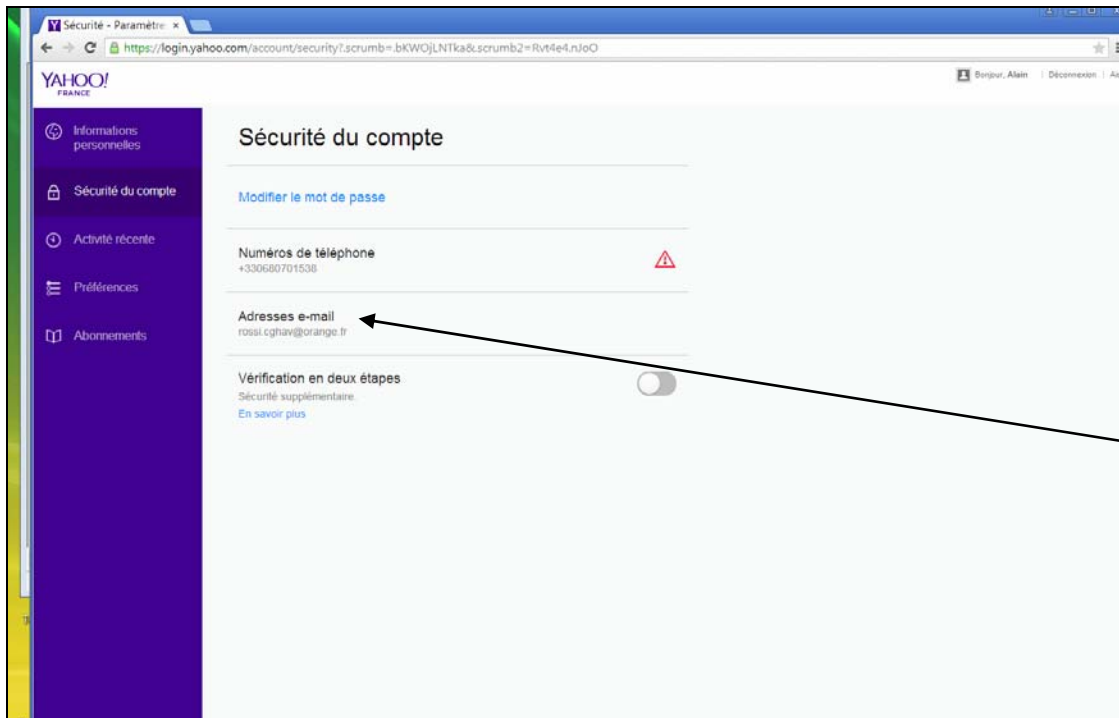 Sécurité - Paramètre
https://login.yahoo.com/account/security?.scrumb=.bKWOjLNTka&.scrumb2=Rvt4e4.nJoO
YAHOO!
FRANCE
Bonjour, Alain | Déconnexion |
Informations
personnelles
Sécurité du compte
Activité récente
Préférences
Abonnements
Sécurité du compte
Modifier le mot de passe
Numéros de téléphone
+330680701538
Adresses e-mail
rossi.cghav@orange.fr
Vérification en deux étapes
Sécurité supplémentaire.
En savoir plus